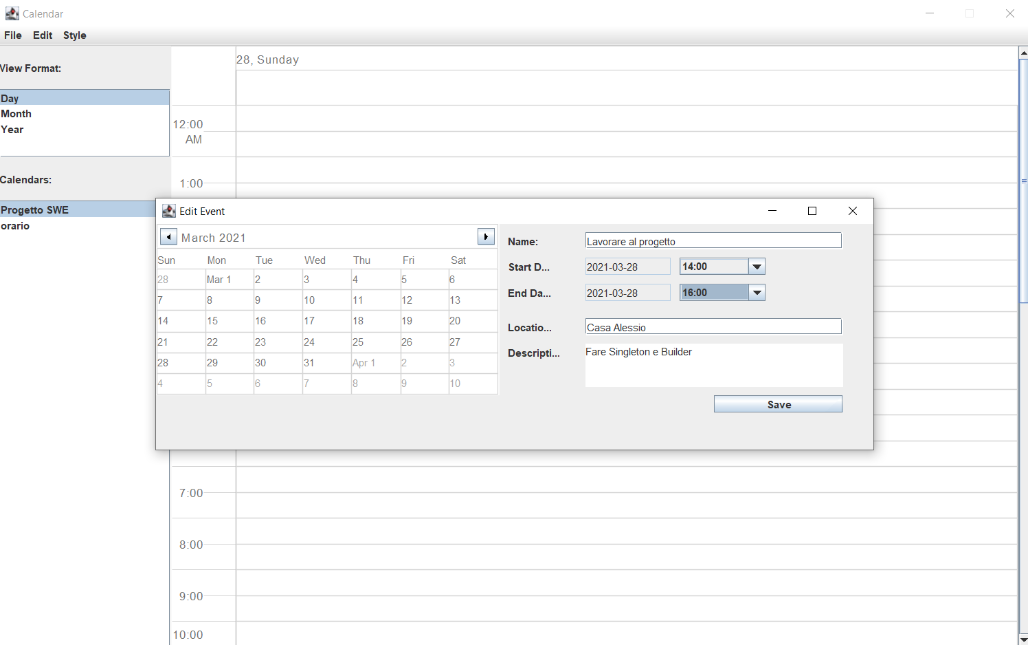 Calendar
File Edit Style
View Format:
Day
Month
Year
Calendars:
Progetto SWE
orario
28, Sunday
12:00
AM
1:00
Edit Event
March 2021
Sun Mon Tue Wed Thu Fri Sat
28 Mar 1 2 3 4 5 6
7 8 9 10 11 12 13
14 15 16 17 18 19 20
21 22 23 24 25 26 27
28 29 30 31 Apr 1 2 3
4 5 6 7 8 9 10
Name: Lavorare al progetto
Start D... 2021-03-28 14:00
End Da... 2021-03-28 16:00
Locatio... Casa Alessio
Descripti... Fare Singleton e Builder
Save
7:00
8:00
9:00
10:00